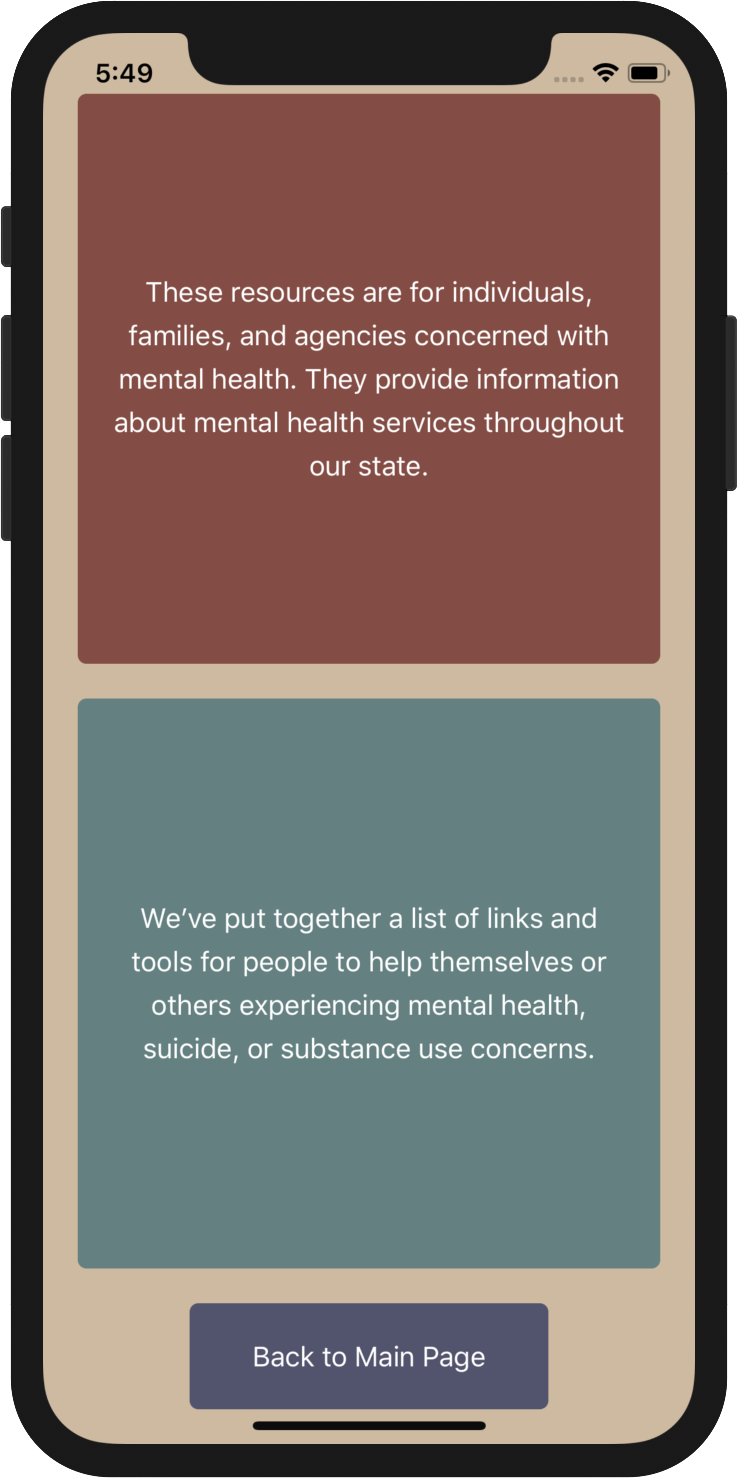 5:49
These resources are for individuals,
families, and agencies concerned with
mental health. They provide information
about mental health services throughout
our state.
We’ve put together a list of links and
tools for people to help themselves or
others experiencing mental health,
suicide, or substance use concerns.
Back to Main Page